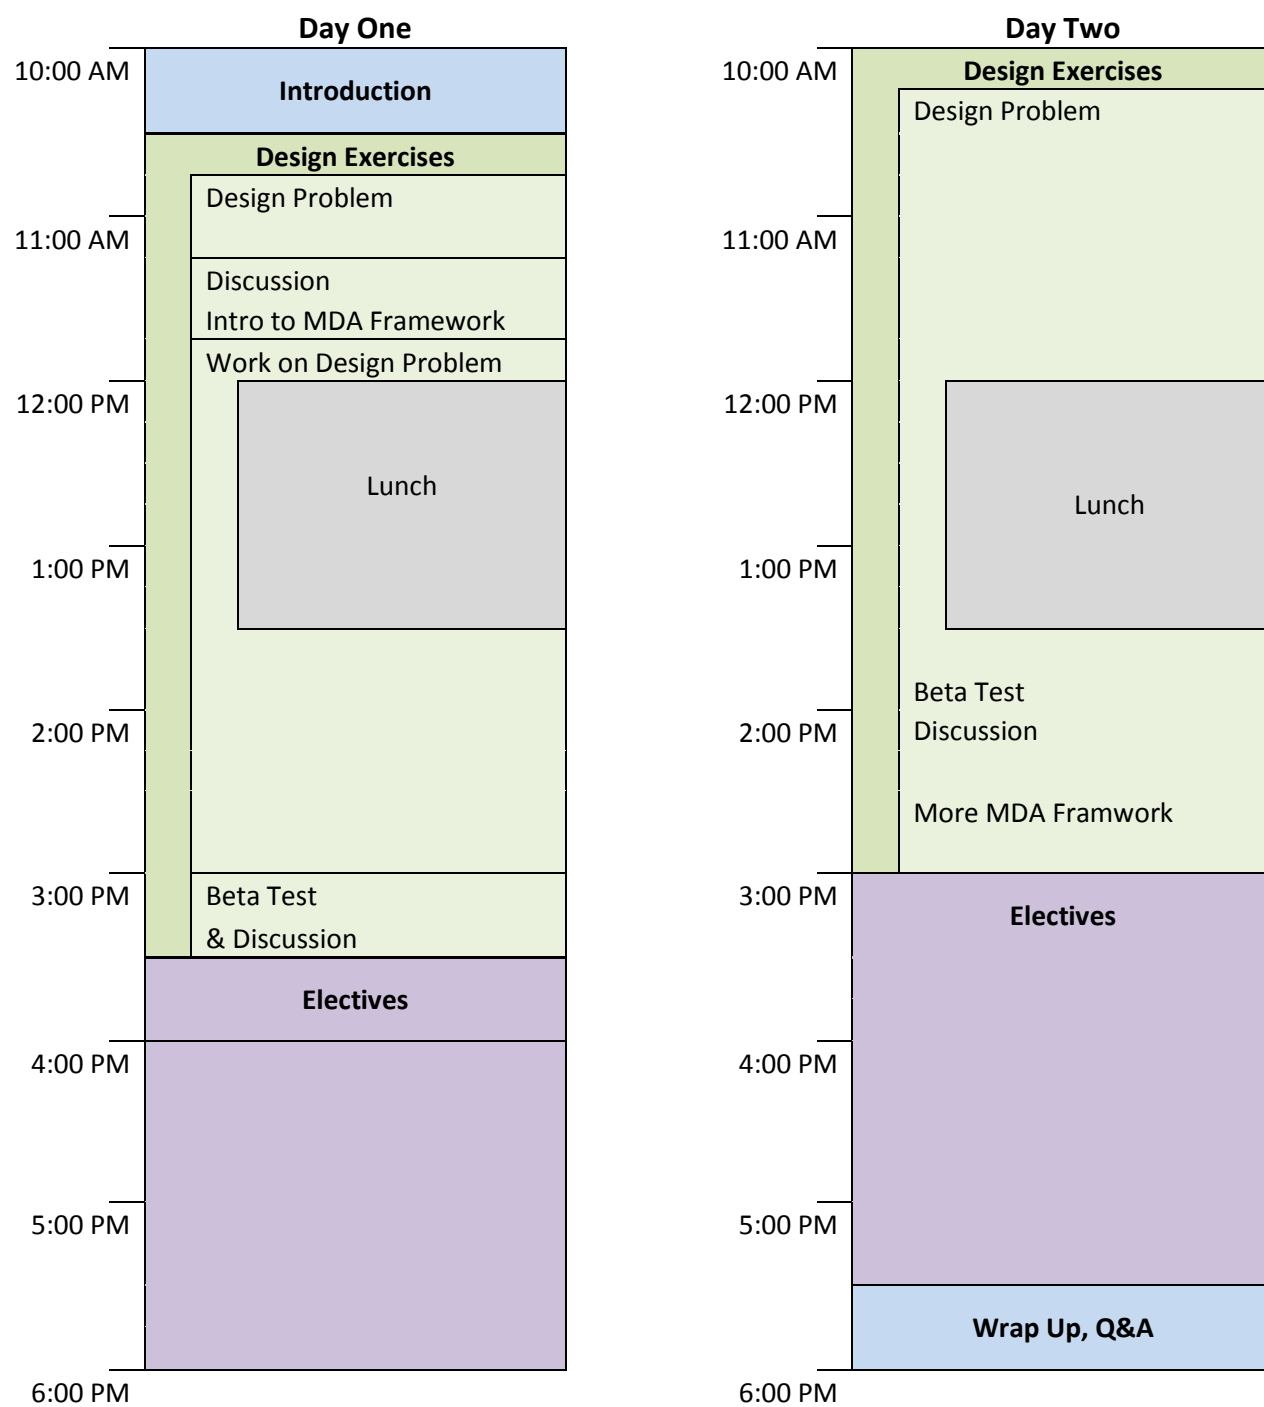 Day One
10:00 AM
Introduction
Design Exercises
Design Problem
11:00 AM
Discussion
Intro to MDA Framework
Work on Design Problem
12:00 PM
Lunch
1:00 PM
2:00 PM
3:00 PM
Beta Test
& Discussion
Electives
4:00 PM
5:00 PM
6:00 PM
Day Two
10:00 AM
Design Exercises
Design Problem
11:00 AM
12:00 PM
Lunch
1:00 PM
Beta Test
2:00 PM
Discussion
More MDA Framwork
3:00 PM
Electives
4:00 PM
5:00 PM
Wrap Up, Q&A
6:00 PM